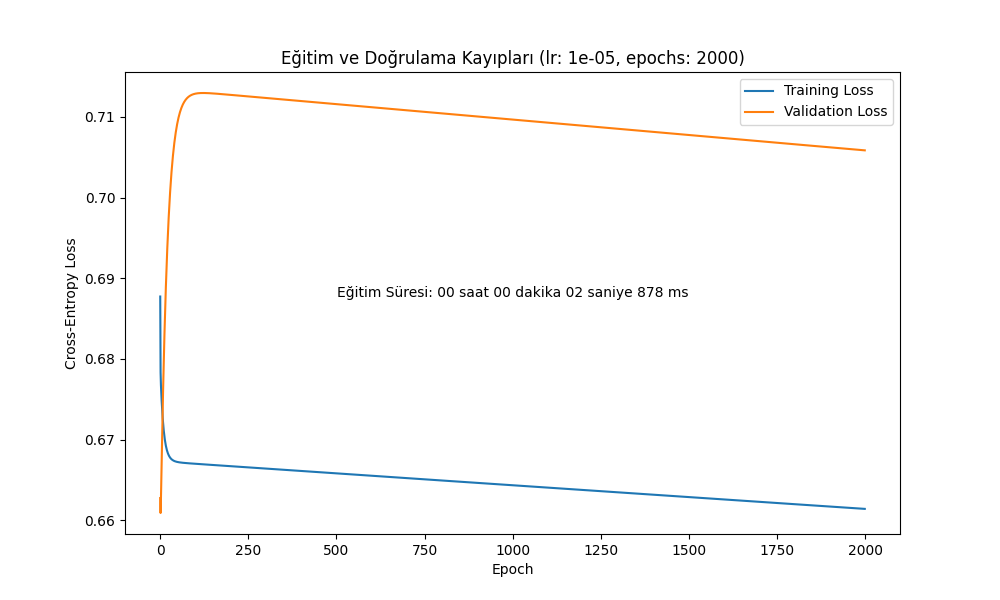 Eğitim ve Doğrulama Kayıpları (lr: 1e-05, epochs: 2000)
Training Loss
Validation Loss
0.71
0.70
0.69
0.68
0.67
0.66
Cross-Entropy Loss
Eğitim Süresi: 00 saat 00 dakika 02 saniye 878 ms
0 250 500 750 1000 1250 1500 1750 2000
Epoch